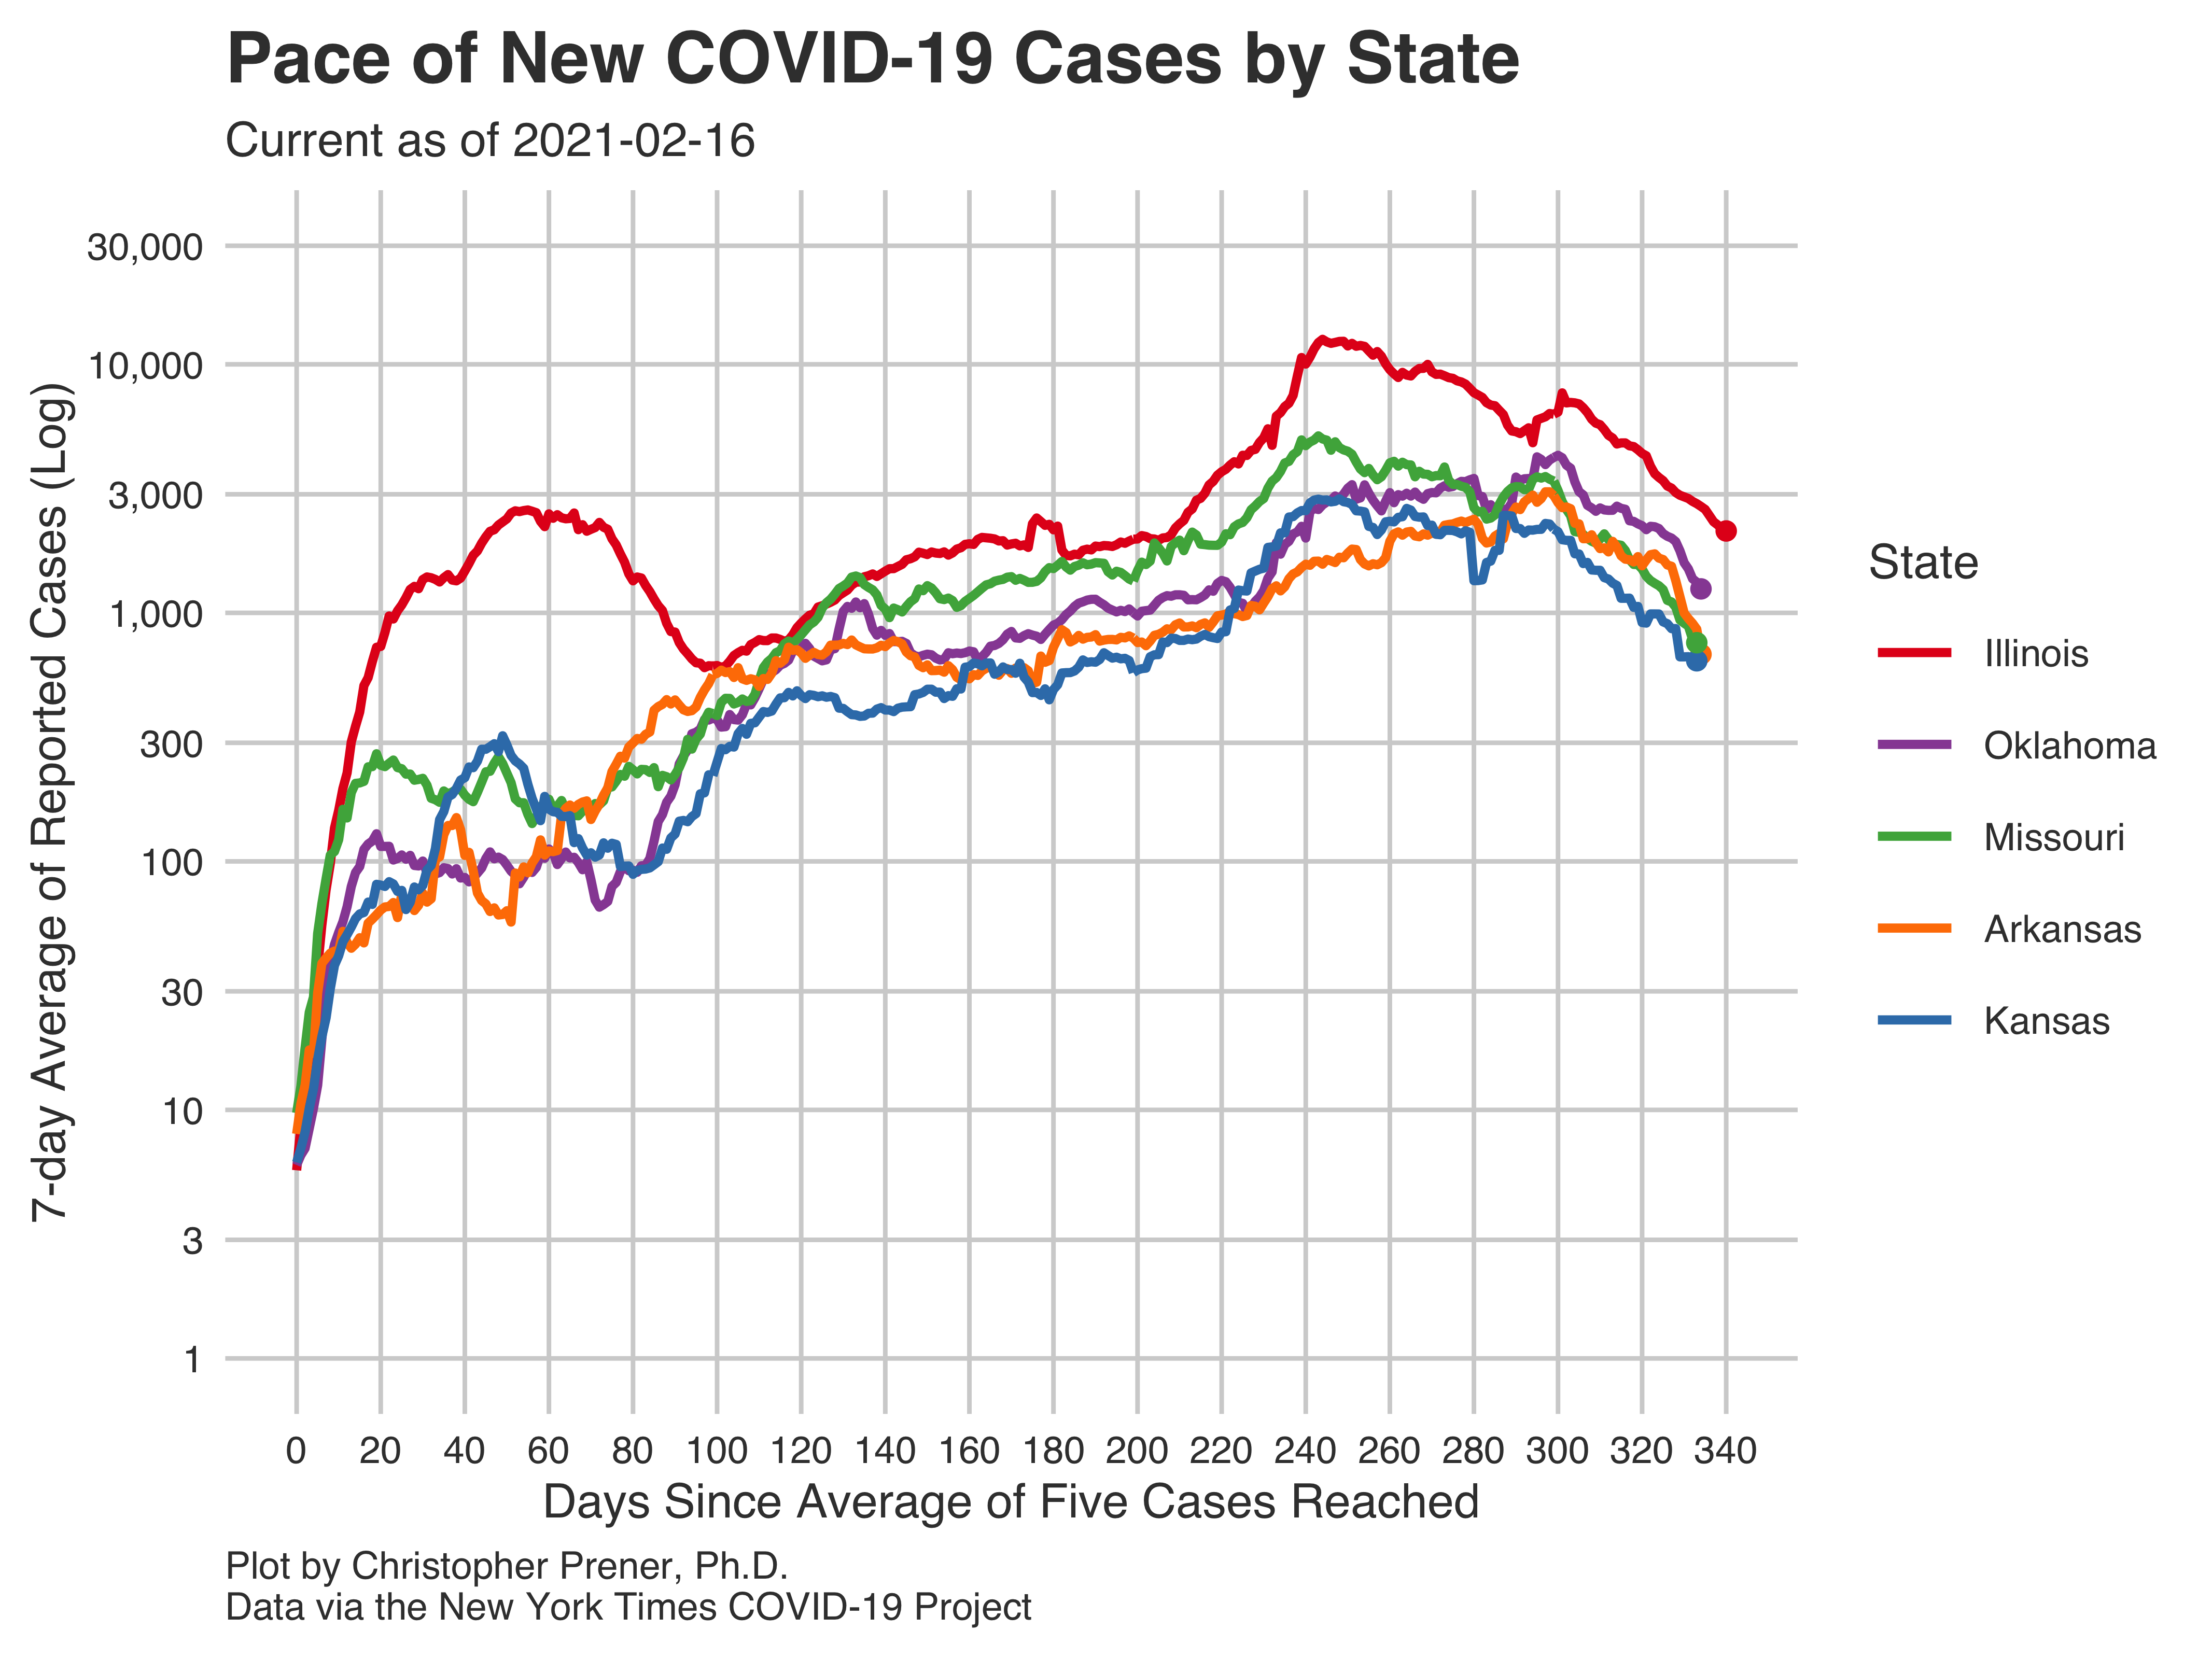 Pace of New COVID-19 Cases by State
Current as of 2021-02-16
7-day Average of Reported Cases (Log)
30,000
10,000
3,000
1,000
300
100
30
10
3
1
0 20 40 60 80 100 120 140 160 180 200 220 240 260 280 300 320 340
Days Since Average of Five Cases Reached
State
Illinois
Oklahoma
Missouri
Arkansas
Kansas
Plot by Christopher Prener, Ph.D.
Data via the New York Times COVID-19 Project